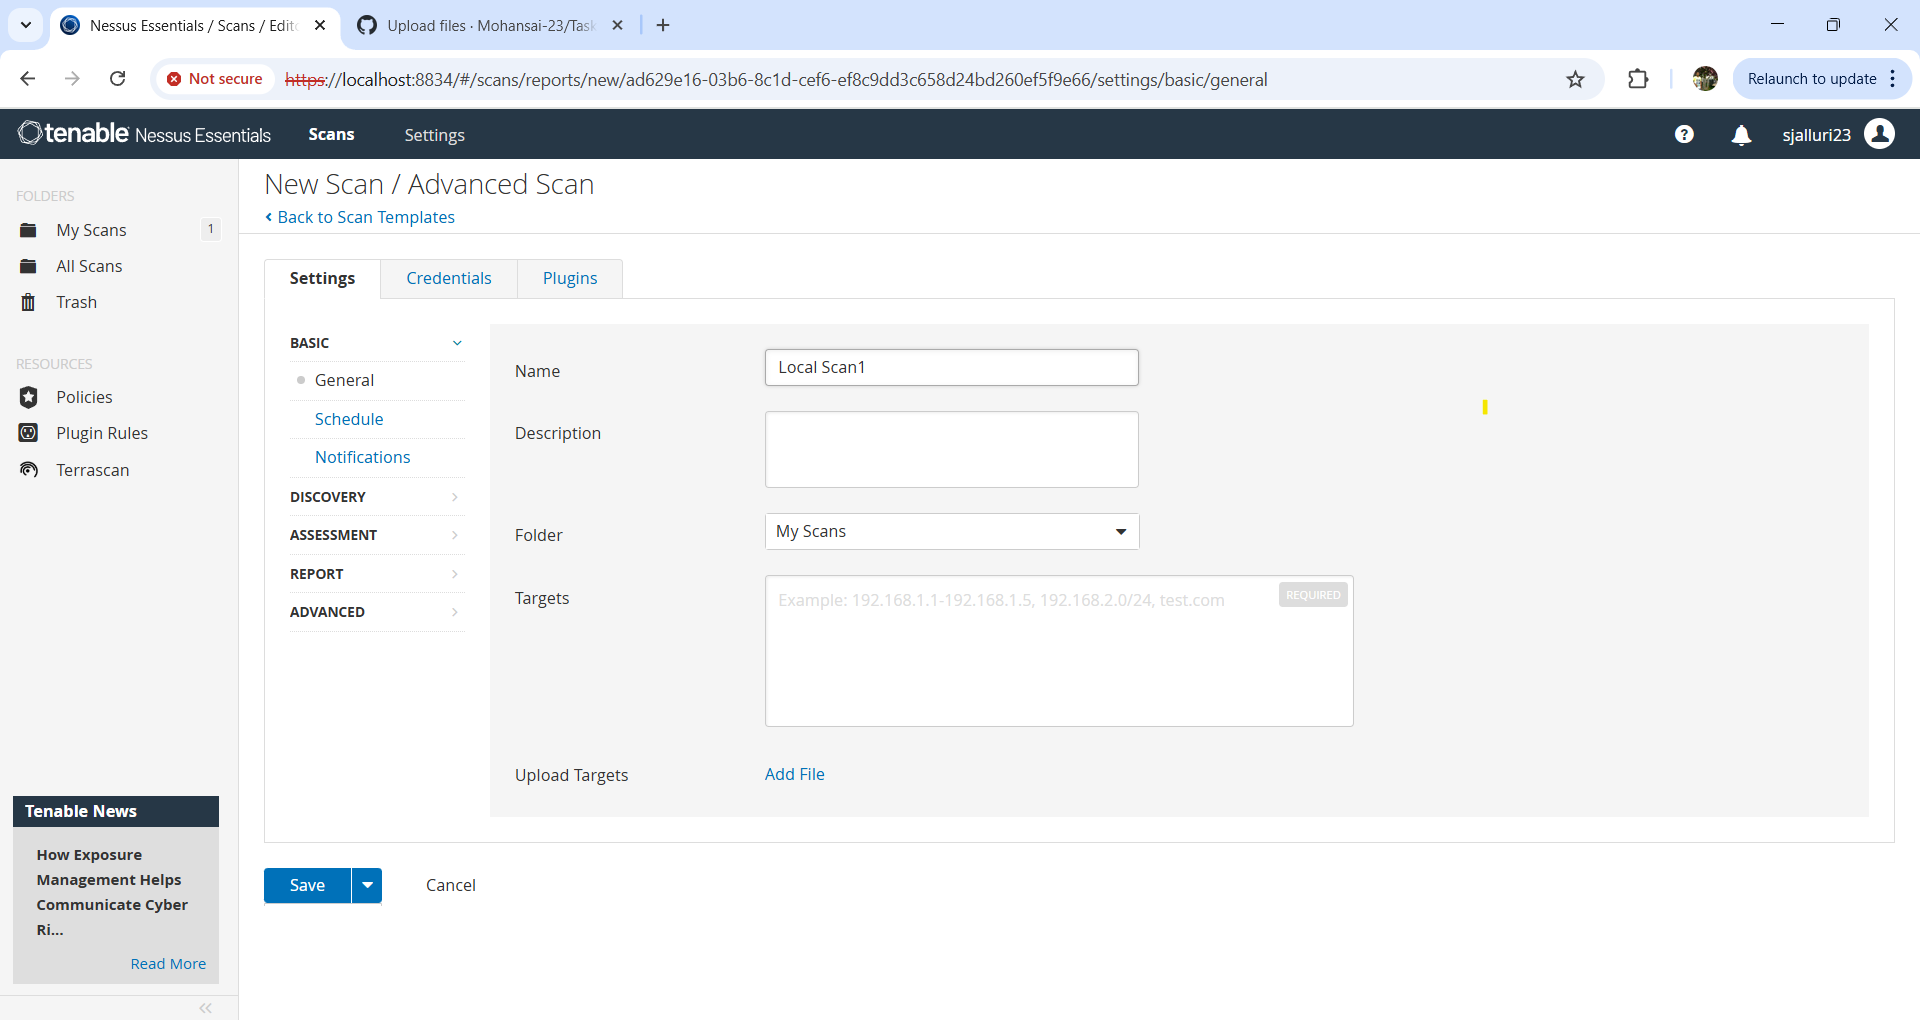 Nessus Essentials / Scans / Edito
Upload files · Mohansai-23/Task
Not secure
https://localhost:8834/#/scans/reports/new/ad629e16-03b6-8c1d-cef6-ef8c9dd3c658d24bd260ef5f9e66/settings/basic/general
Relaunch to update
tenable Nessus Essentials
Scans
Settings
sjalluri23
FOLDERS
My Scans
1
All Scans
Trash
RESOURCES
Policies
Plugin Rules
Terrascan
Tenable News
How Exposure
Management Helps
Communicate Cyber
Ri...
Read More
New Scan / Advanced Scan
Back to Scan Templates
Settings
Credentials
Plugins
BASIC
General
Schedule
Notifications
DISCOVERY
ASSESSMENT
REPORT
ADVANCED
Name
Local Scan1
Description
Folder
My Scans
Targets
Example: 192.168.1.1-192.168.1.5, 192.168.2.0/24, test.com
REQUIRED
Upload Targets
Add File
Save
Cancel